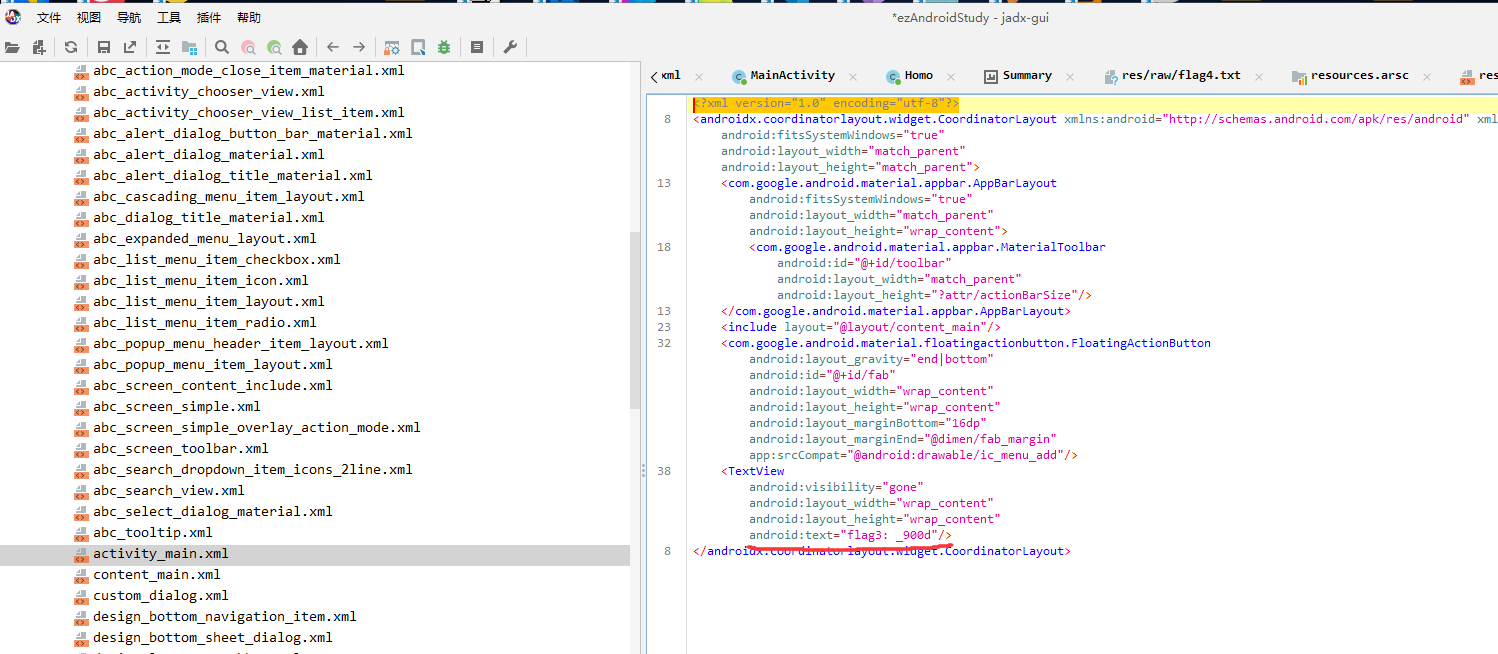 *ezAndroidStudy - jadx-gui
文件 视图 导航 工具 插件 帮助
abc_action_mode_close_item_material.xml
abc_activity_chooser_view.xml
abc_activity_chooser_view_list_item.xml
abc_alert_dialog_button_bar_material.xml
abc_alert_dialog_material.xml
abc_alert_dialog_title_material.xml
abc_cascading_menu_item_layout.xml
abc_dialog_title_material.xml
abc_expanded_menu_layout.xml
abc_list_menu_item_checkbox.xml
abc_list_menu_item_icon.xml
abc_list_menu_item_layout.xml
abc_list_menu_item_radio.xml
abc_popup_menu_header_item_layout.xml
abc_popup_menu_item_layout.xml
abc_screen_content_include.xml
abc_screen_simple.xml
abc_screen_simple_overlay_action_mode.xml
abc_screen_toolbar.xml
abc_search_dropdown_item_icons_2line.xml
abc_search_view.xml
abc_select_dialog_material.xml
abc_tooltip.xml
activity_main.xml
content_main.xml
custom_dialog.xml
design_bottom_navigation_item.xml
design_bottom_sheet_dialog.xml
xml MainActivity Homo Summary res/raw/flag4.txt resources.arsc res
<?xml version="1.0" encoding="utf-8"?>
8 <androidx.coordinatorlayout.widget.CoordinatorLayout xmlns:android="http://schemas.android.com/apk/res/android" xml
android:fitsSystemWindows="true"
android:layout_width="match_parent"
android:layout_height="match_parent">
13 <com.google.android.material.appbar.AppBarLayout
android:fitsSystemWindows="true"
android:layout_width="match_parent"
android:layout_height="wrap_content">
18 <com.google.android.material.appbar.MaterialToolbar
android:id="@+id/toolbar"
android:layout_width="match_parent"
android:layout_height="?attr/actionBarSize"/>
13 </com.google.android.material.appbar.AppBarLayout>
23 <include layout="@layout/content_main"/>
32 <com.google.android.material.floatingactionbutton.FloatingActionButton
android:layout_gravity="end|bottom"
android:id="@+id/fab"
android:layout_width="wrap_content"
android:layout_height="wrap_content"
android:layout_marginBottom="16dp"
android:layout_marginEnd="@dimen/fab_margin"
app:srcCompat="@android:drawable/ic_menu_add"/>
38 <TextView
android:visibility="gone"
android:layout_width="wrap_content"
android:layout_height="wrap_content"
android:text="flag3: _900d"/>
8 </androidx.coordinatorlayout.widget.CoordinatorLayout>